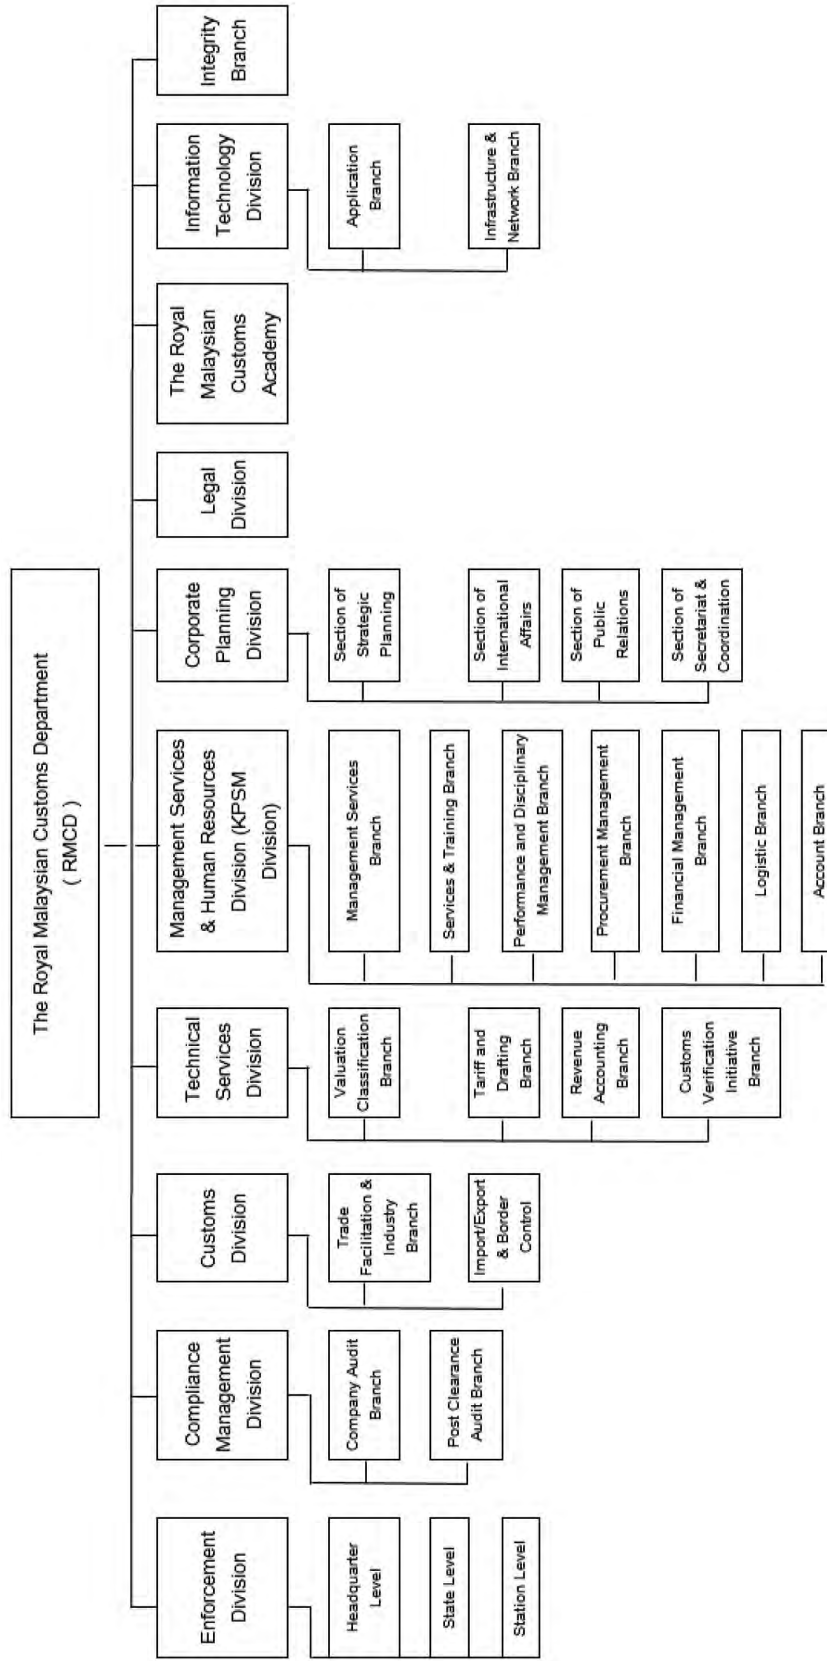 The Royal Malaysian Customs Department
( RMCD )
Enforcement
Division
Headquarter
Level
State Level
Station Level
Compliance
Management
Division
Company Audit
Branch
Post Clearance
Audit Branch
Customs
Division
Trade
Facilitation &
Industry
Branch
Import/Export
& Border
Control
Technical
Services
Division
Valuation
Classification
Branch
Tariff and
Drafting
Branch
Revenue
Accounting
Branch
Customs
Verification
Initiative
Branch
Management Services
& Human Resources
Division (KPSM
Division)
Management Services
Branch
Services & Training Branch
Performance and Disciplinary
Management Branch
Procurement Management
Branch
Financial Management
Branch
Logistic Branch
Account Branch
Corporate
Planning
Division
Section of
Strategic
Planning
Section of
International
Affairs
Section of
Public
Relations
Section of
Secretariat &
Coordination
Legal
Division
The Royal
Malaysian
Customs
Academy
Information
Technology
Division
Application
Branch
Infrastructure &
Network Branch
Integrity
Branch